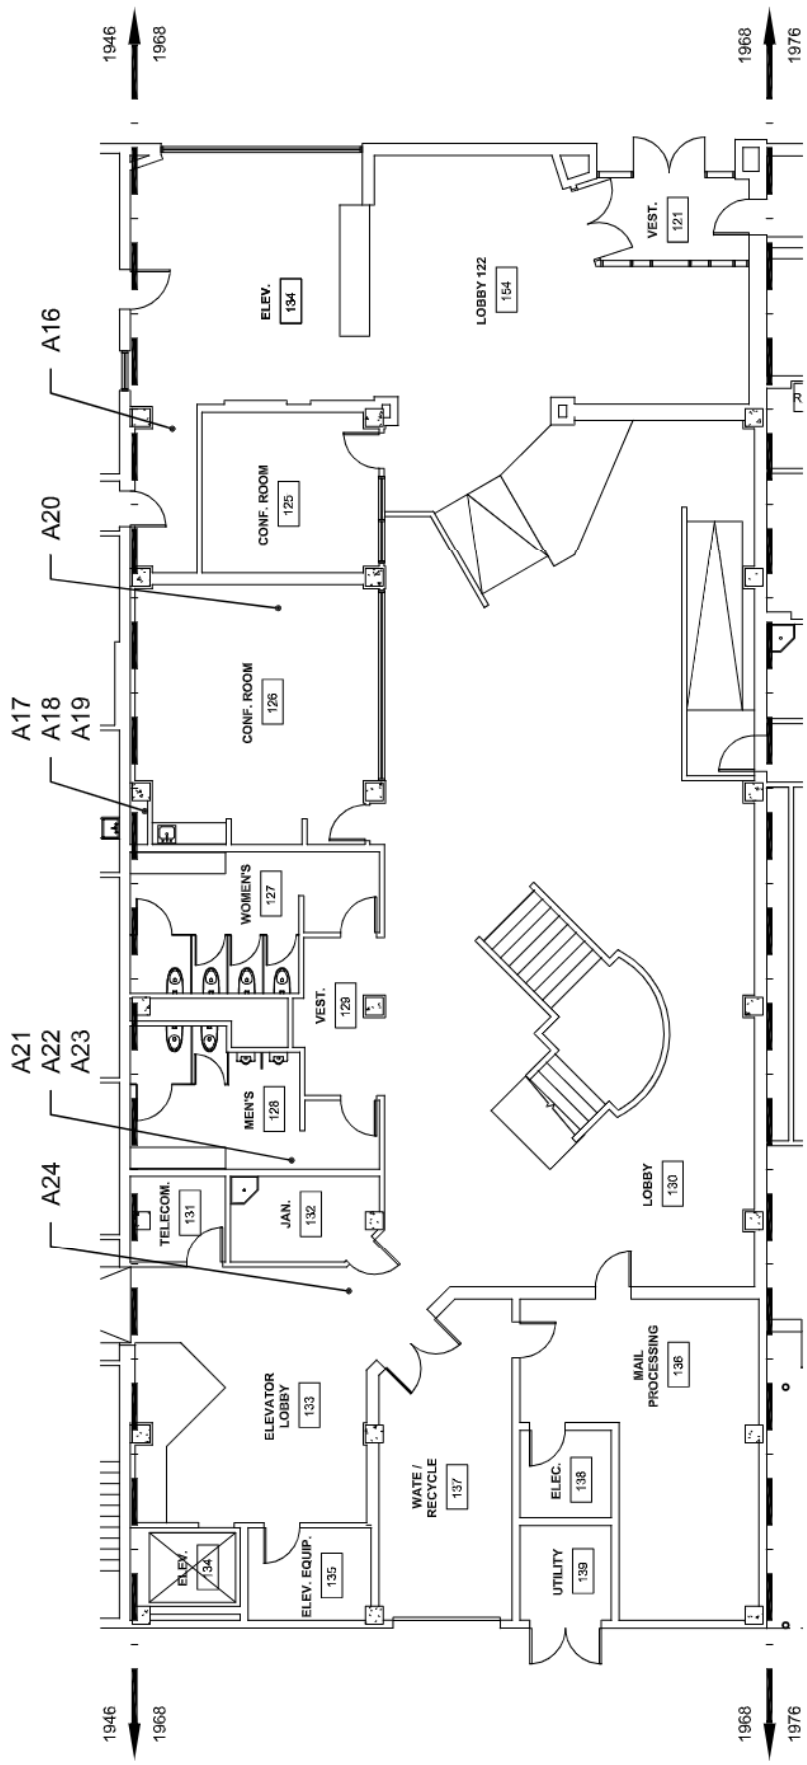 1946
1968
1968
1976
A16
A20
A17
A18
A19
A21
A22
A23
A24
ELEV.
134
LOBBY 122
154
VEST.
121
CONF. ROOM
125
CONF. ROOM
126
WOMEN'S
127
VEST.
129
MEN'S
128
TELECOM.
131
JAN.
132
LOBBY
130
ELEVATOR
LOBBY
133
MAIL
PROCESSING
136
WATE /
RECYCLE
137
ELEC.
138
UTILITY
139
ELEV.
134
ELEV. EQUIP.
135
R
1946
1968
1968
1976